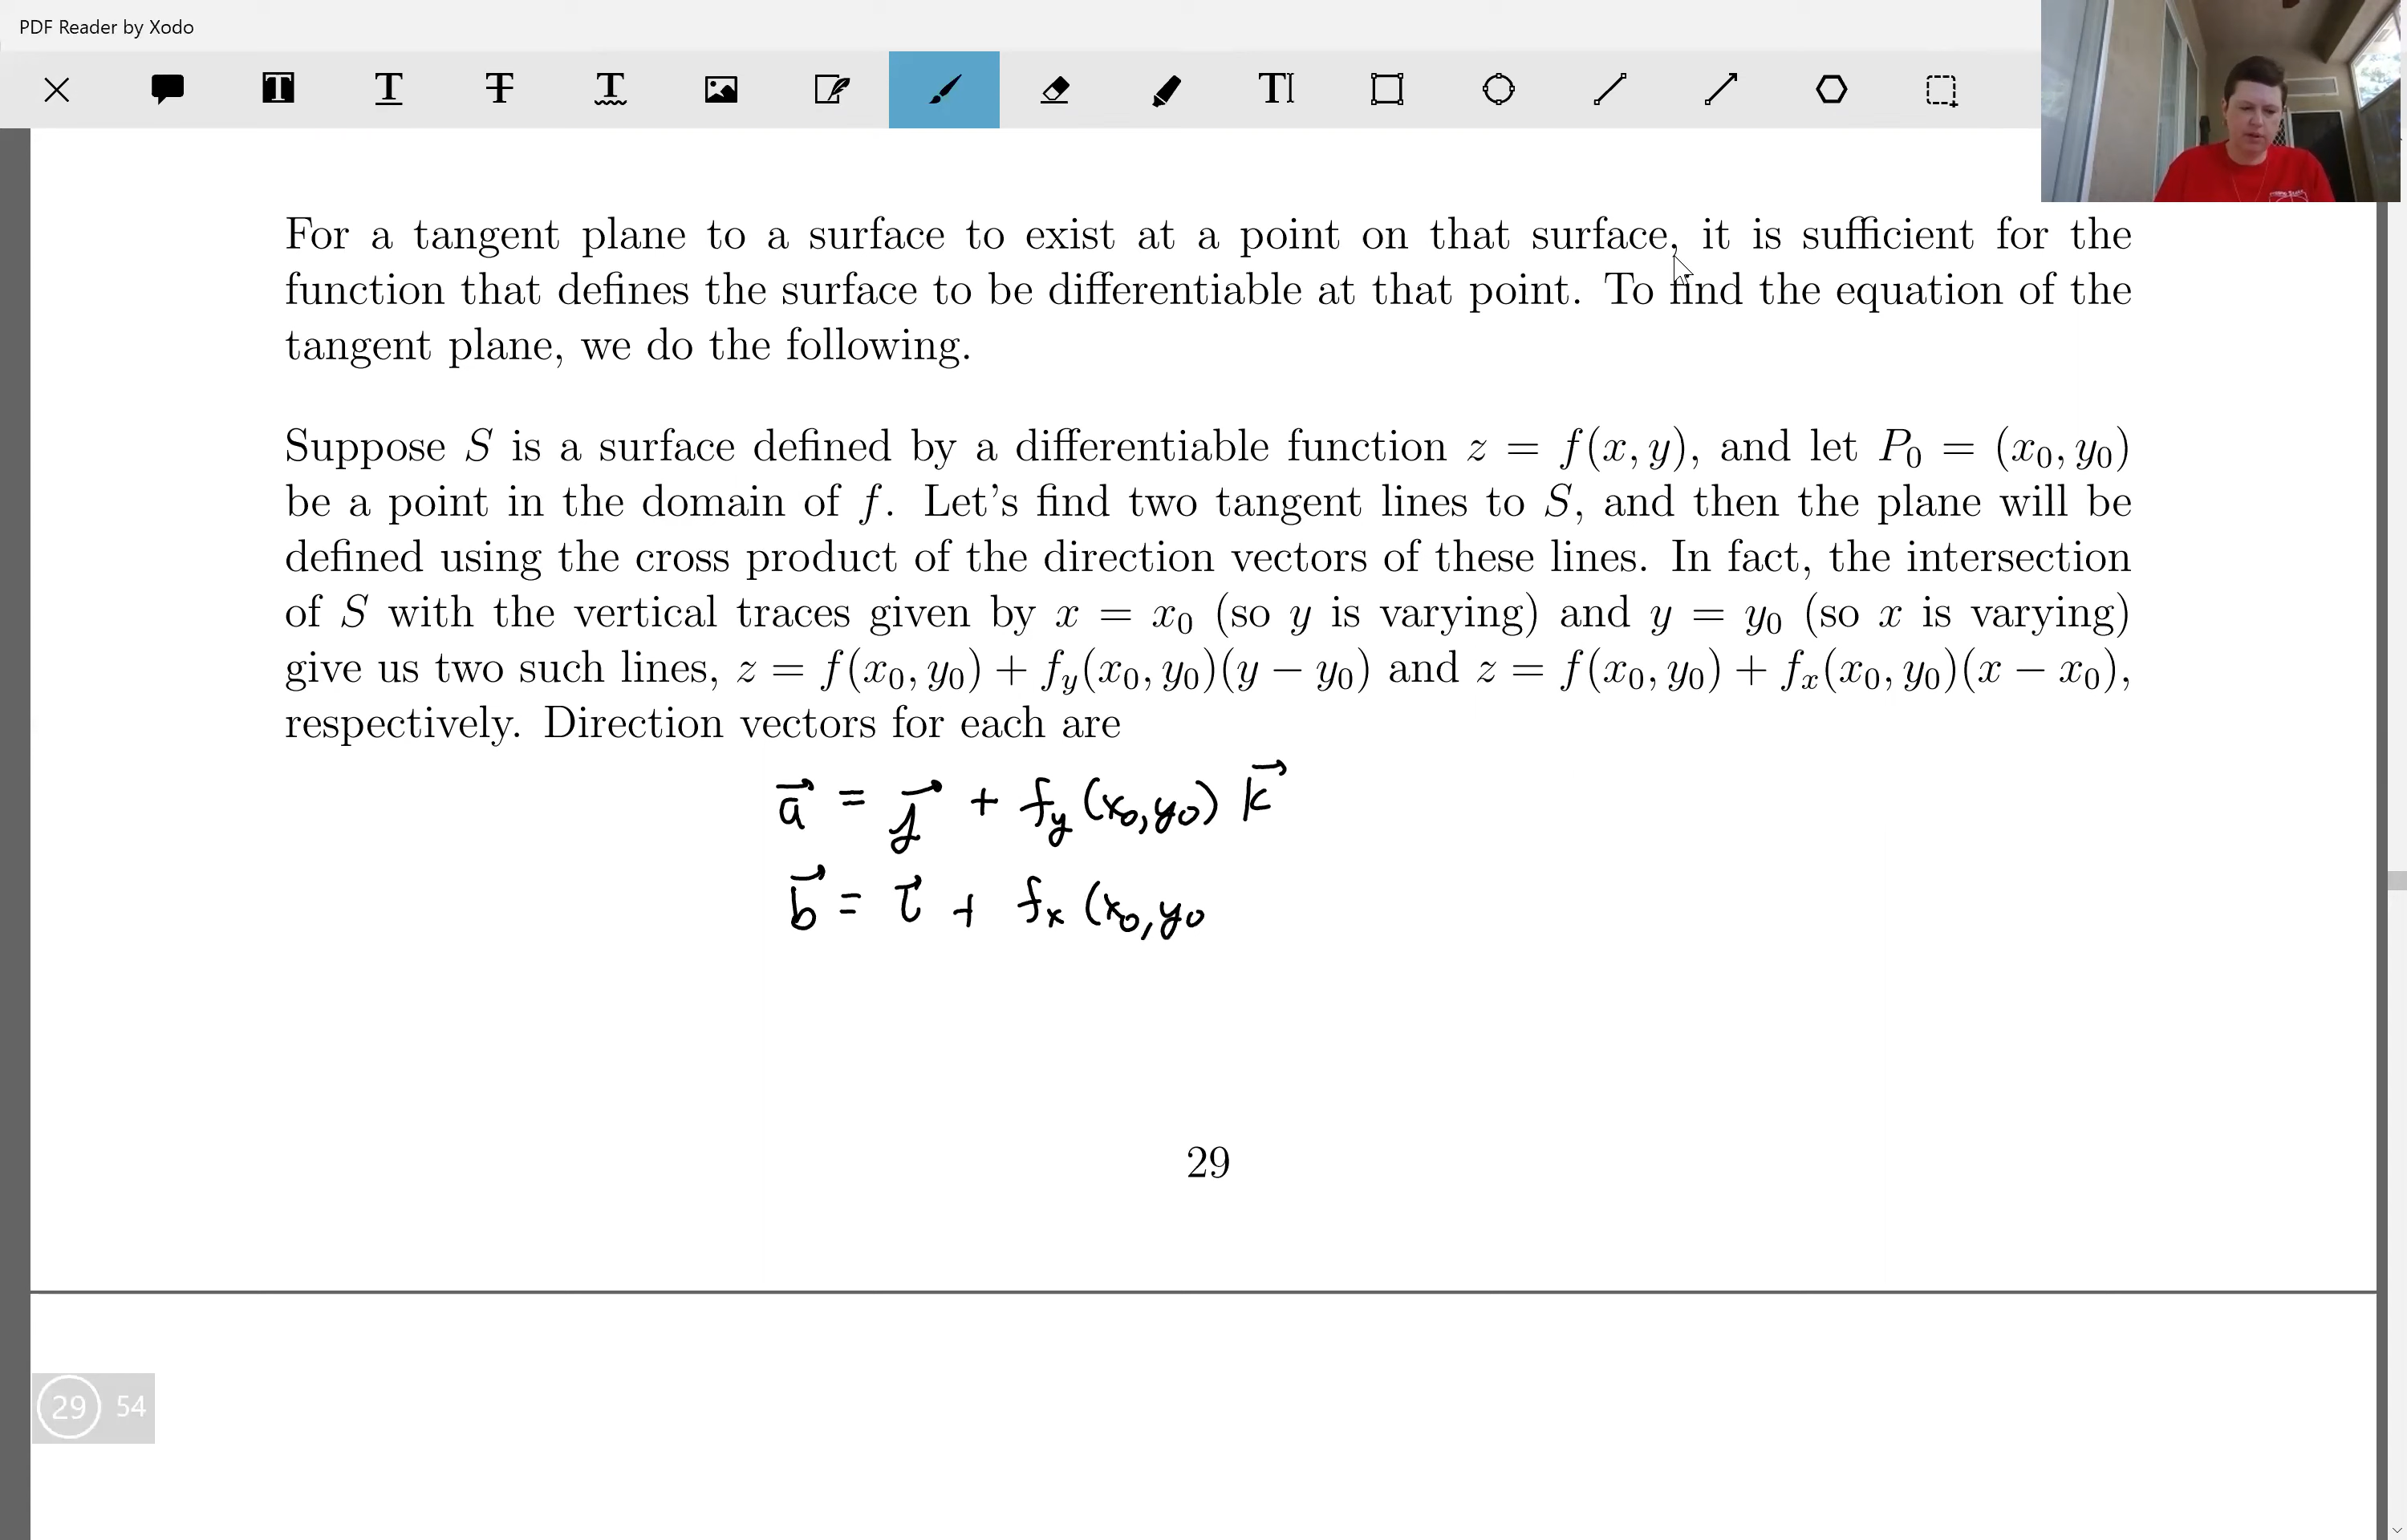 PDF Reader by Xodo
For a tangent plane to a surface to exist at a point on that surface, it is sufficient for the
function that defines the surface to be differentiable at that point. To find the equation of the
tangent plane, we do the following.
Suppose S is a surface defined by a differentiable function z = f(x, y), and let P₀ = (x₀, y₀)
be a point in the domain of f. Let's find two tangent lines to S, and then the plane will be
defined using the cross product of the direction vectors of these lines. In fact, the intersection
of S with the vertical traces given by x = x₀ (so y is varying) and y = y₀ (so x is varying)
give us two such lines, z = f(x₀, y₀) + f_y(x₀, y₀)(y − y₀) and z = f(x₀, y₀) + fₓ(x₀, y₀)(x − x₀),
respectively. Direction vectors for each are
a⃗ = j⃗ + f_y (x₀, y₀) k⃗
b⃗ = i⃗ + fₓ (x₀, y₀
29
29 54